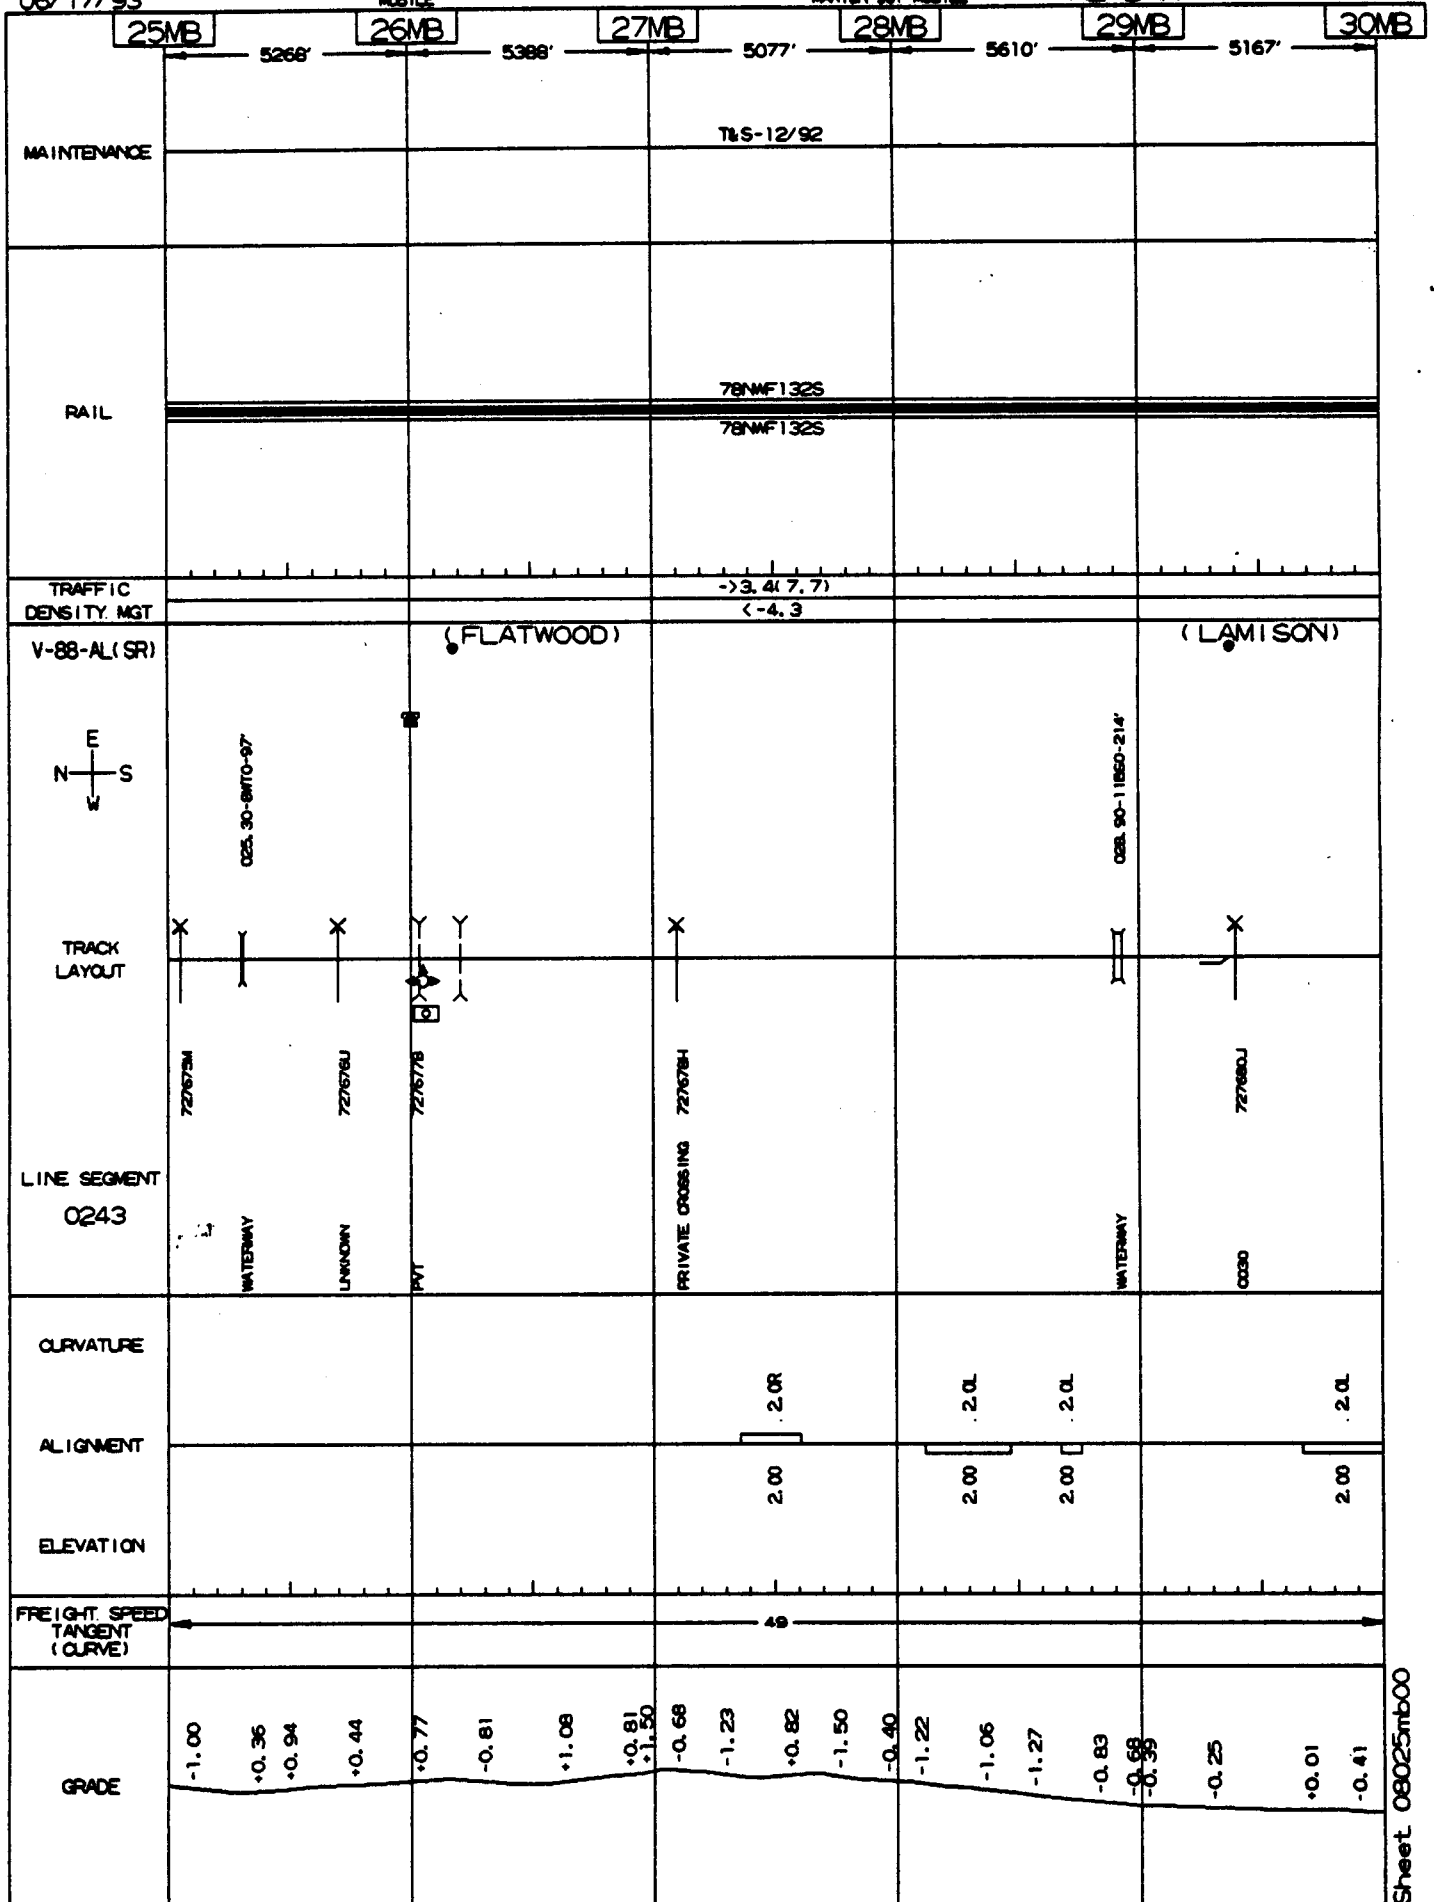 25MB 26MB 27MB 28MB 29MB 30MB
5268' 5388' 5077' 5610' 5167'
T&S-12/92
MAINTENANCE
78NWF132S
RAIL
78NWF132S
TRAFFIC
DENSITY. MGT
->3.4(7.7)
<-4.3
V-88-AL(SR)
(FLATWOOD)
(LAMISON)
E
N S
W
025.30-8WTO-97'
028.90-11BSO-214'
TRACK
LAYOUT
727675M
727676U
727677B
727678H
727680J
LINE SEGMENT
0243
WATERWAY
UNKNOWN
PVT
PRIVATE CROSSING
WATERWAY
CO30
CURVATURE
2.0R 2.0L 2.0L 2.0L
ALIGNMENT
2.00 2.00 2.00 2.00
ELEVATION
FREIGHT. SPEED
TANGENT
(CURVE)
49
-1.00 +0.36 +0.94 +0.44 +0.77 -0.81 +1.08 +0.81 +1.50 -0.68 -1.23 +0.82 -1.50 -0.40 -1.22 -1.06 -1.27 -0.83 -0.68 -0.39 -0.25 +0.01 -0.41
GRADE
Sheet 08025mb00